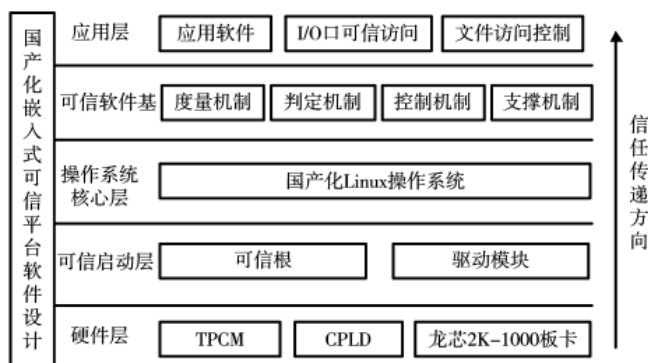 国产化嵌入式可信平台软件设计
应用层
应用软件
I/O口可信访问
文件访问控制
可信软件基
度量机制
判定机制
控制机制
支撑机制
操作系统
核心层
国产化Linux操作系统
可信启动层
可信根
驱动模块
硬件层
TPCM
CPLD
龙芯2K-1000板卡
信任传递方向